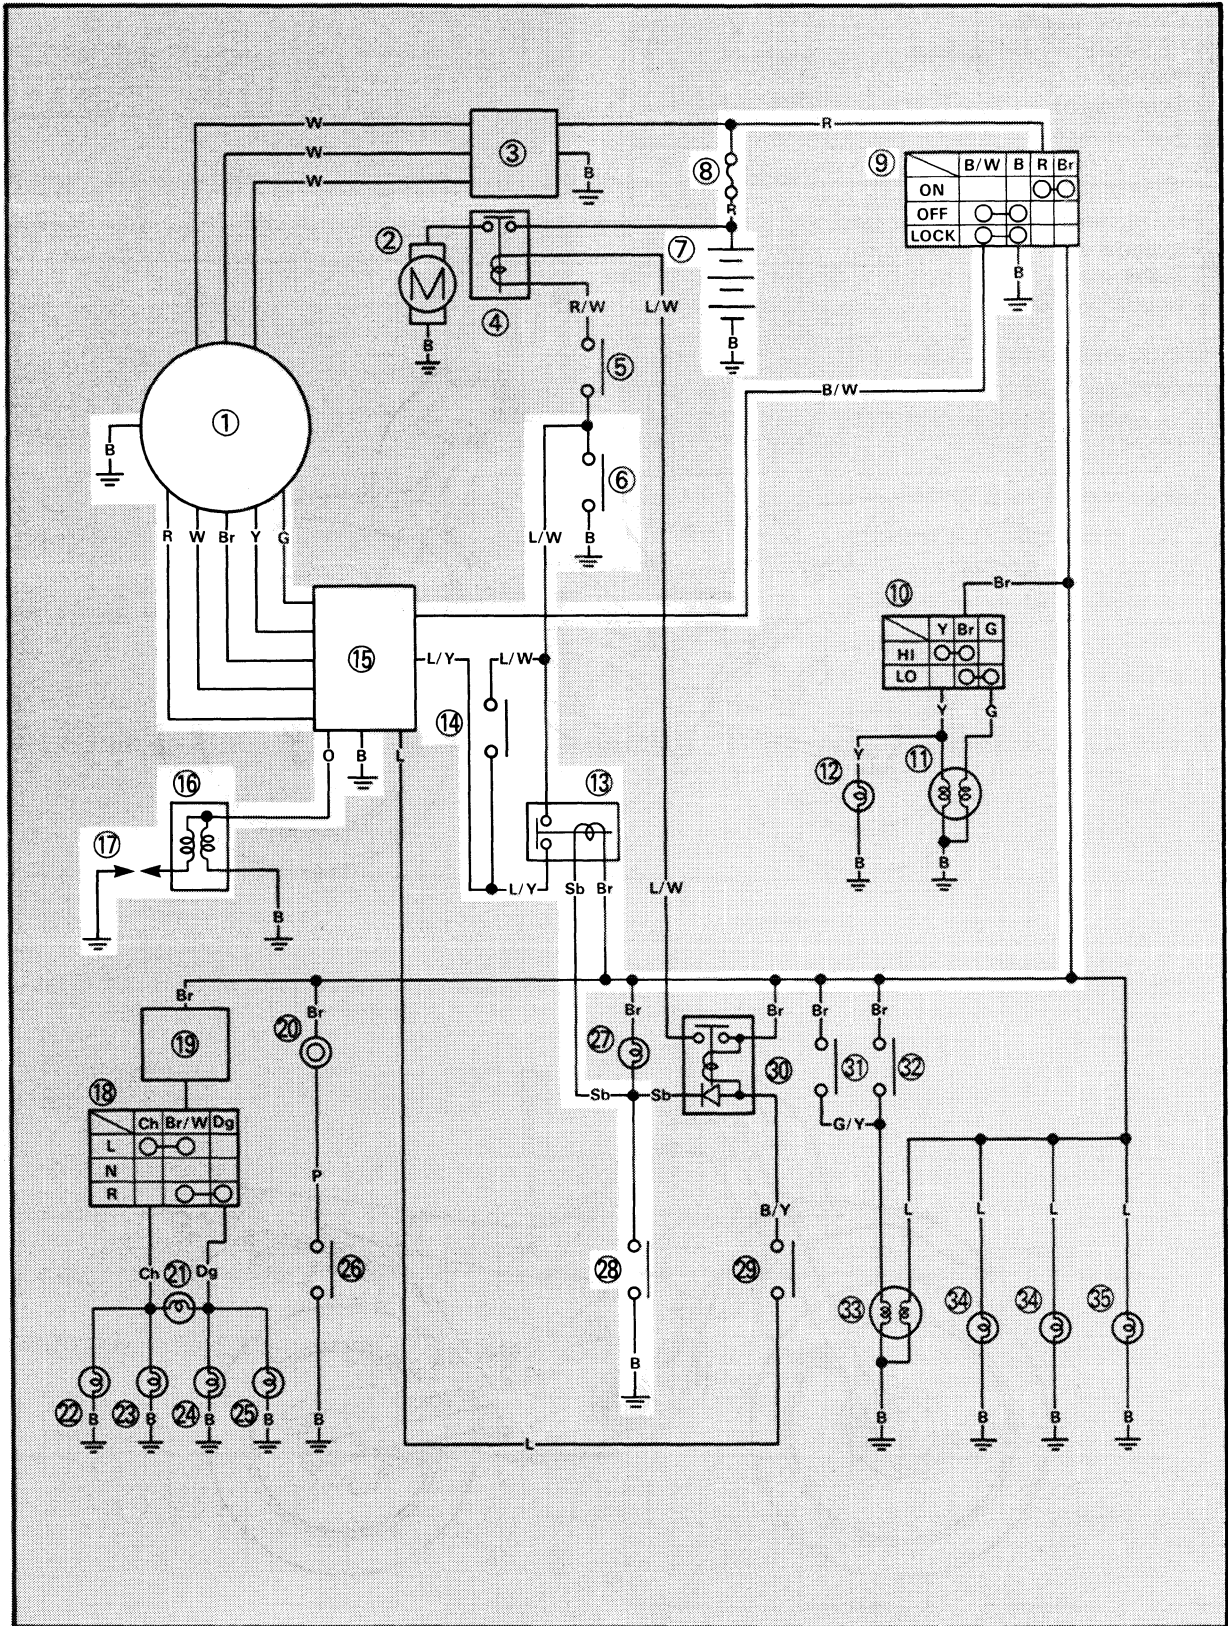 W
③
R
W
⑧
⑨ B/W B R Br
B
ON
W
R
OFF
②
⑦
LOCK
M
B
R/W L/W
④
B
B
⑤
B/W
①
B
⑥
R W Br Y G
L/W B
Br
⑩
Y Br G
HI
⑮ L/Y L/W
LO
Y G
⑭
O B L
Y
⑪
⑫
⑯ ⑬
⑰
B B
L/Y Sb Br L/W
B
Br
Br Br Br Br Br
⑳
⑲ ㉗
㉚ ㉛ ㉜
⑱
Sb Sb
Ch Br/W Dg
G/Y
L
N
R
P
B/Y L L L L
Ch ㉑ Dg ㉖ ㉘ ㉙
㉝ ㉞ ㉞ ㉟
B
㉒ B ㉓ B ㉔ B ㉕ B B
B B B B
L